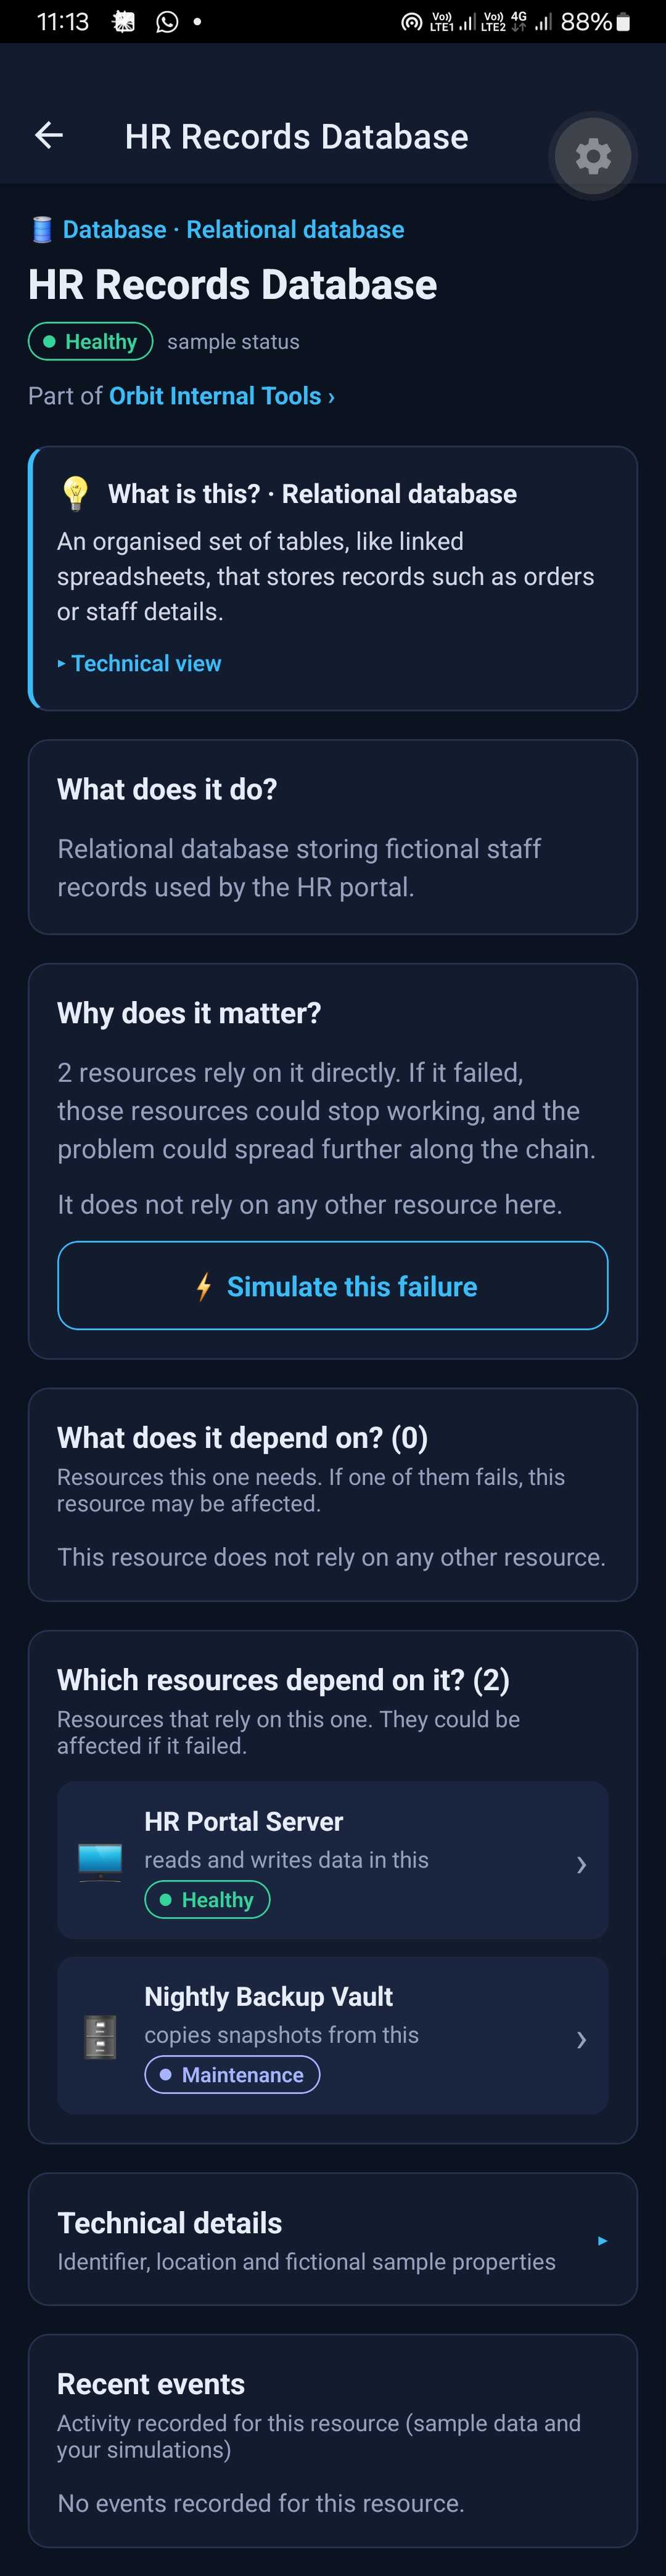 11:13
Vo)) LTE1 Vo)) LTE2 4G 88%
HR Records Database
Database · Relational database
HR Records Database
Healthy sample status
Part of Orbit Internal Tools ›
What is this? · Relational database
An organised set of tables, like linked
spreadsheets, that stores records such as orders
or staff details.
▸ Technical view
What does it do?
Relational database storing fictional staff
records used by the HR portal.
Why does it matter?
2 resources rely on it directly. If it failed,
those resources could stop working, and the
problem could spread further along the chain.
It does not rely on any other resource here.
Simulate this failure
What does it depend on? (0)
Resources this one needs. If one of them fails, this
resource may be affected.
This resource does not rely on any other resource.
Which resources depend on it? (2)
Resources that rely on this one. They could be
affected if it failed.
HR Portal Server
reads and writes data in this
Healthy
Nightly Backup Vault
copies snapshots from this
Maintenance
Technical details
Identifier, location and fictional sample properties
Recent events
Activity recorded for this resource (sample data and
your simulations)
No events recorded for this resource.